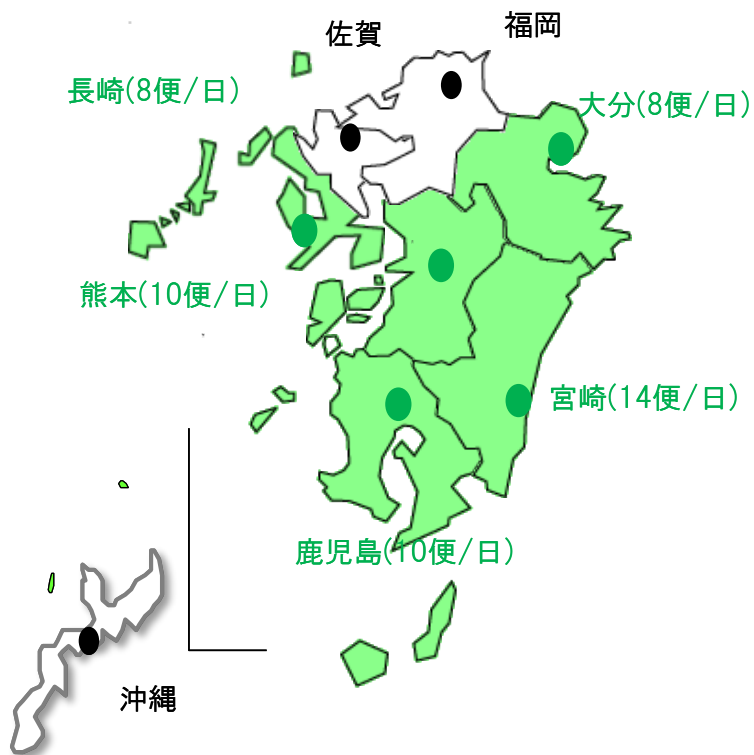 福岡
佐賀
長崎(8便/日)
大分(8便/日)
熊本(10便/日)
宮崎(14便/日)
鹿児島(10便/日)
沖縄